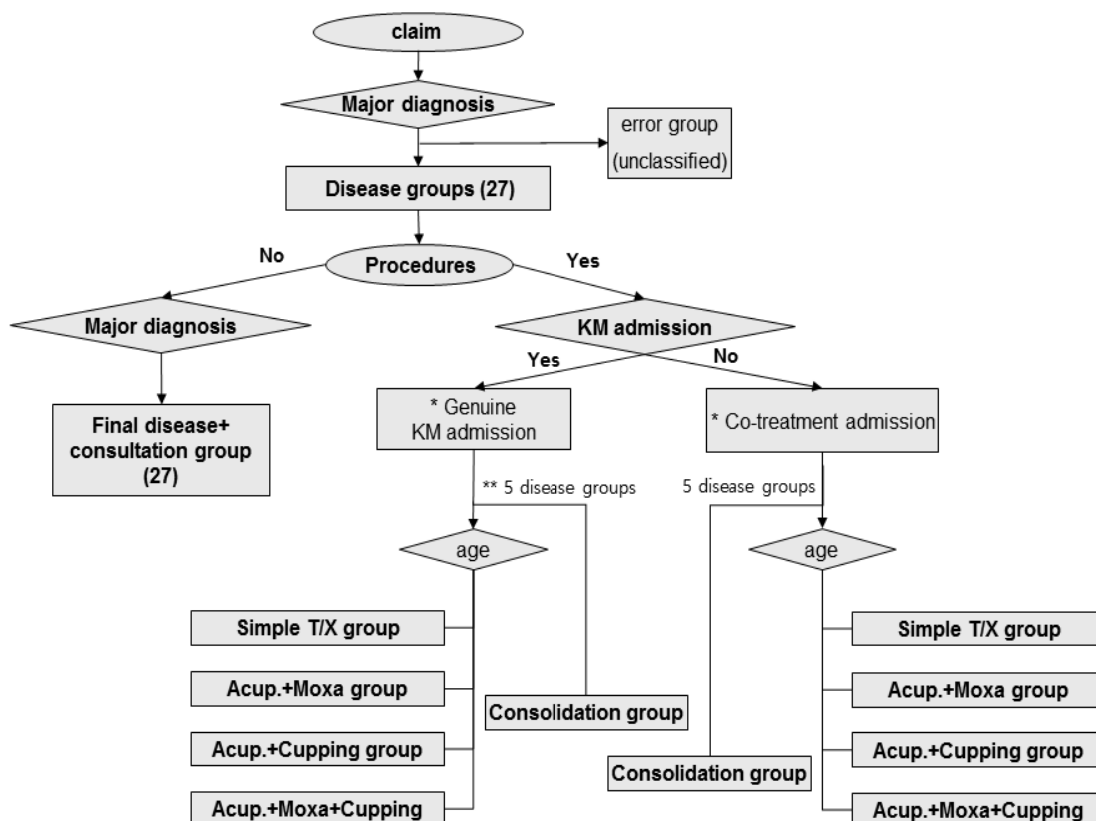 claim
Major diagnosis
error group
(unclassified)
Disease groups (27)
No
Procedures
Yes
Major diagnosis
KM admission
Yes
No
Final disease+
consultation group
(27)
* Genuine
KM admission
* Co-treatment admission
** 5 disease groups
5 disease groups
age
age
Simple T/X group
Simple T/X group
Acup.+Moxa group
Acup.+Moxa group
Consolidation group
Acup.+Cupping group
Acup.+Cupping group
Consolidation group
Acup.+Moxa+Cupping
Acup.+Moxa+Cupping